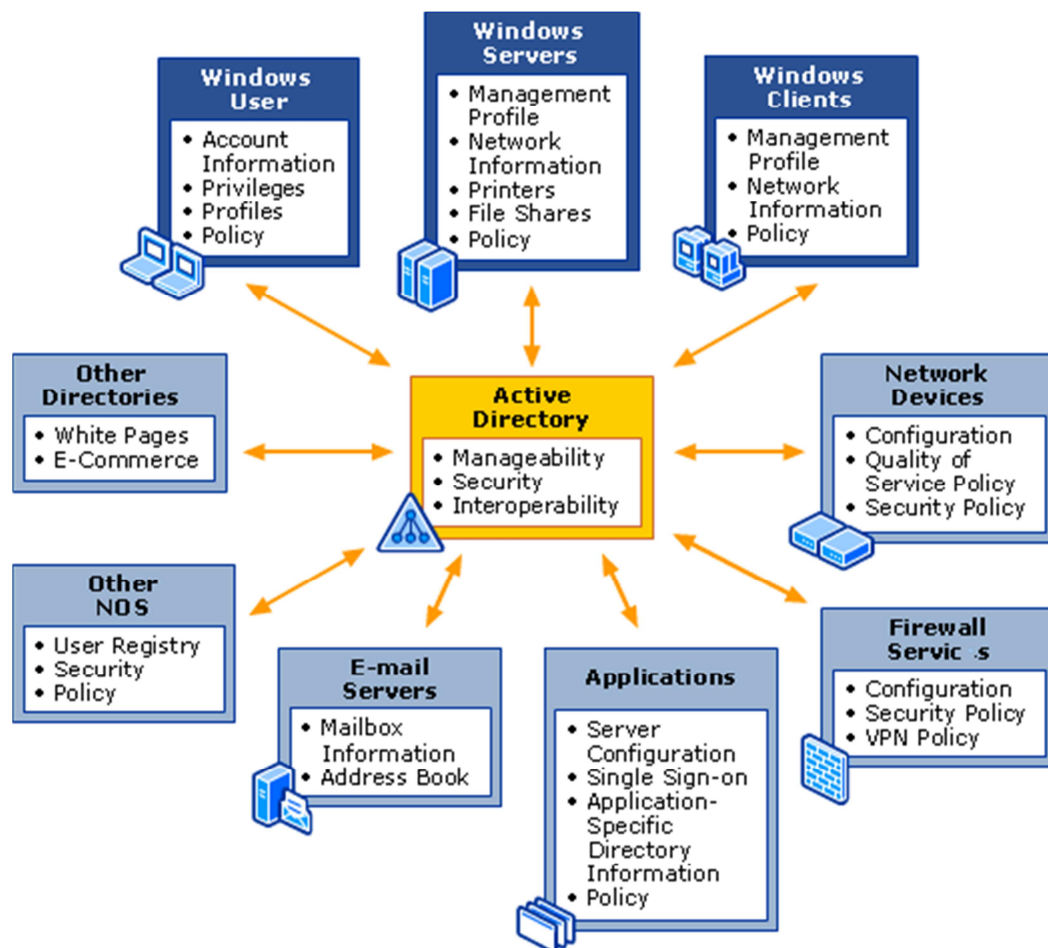 Windows
User
• Account
Information
• Privileges
• Profiles
• Policy
Windows
Servers
• Management
Profile
• Network
Information
• Printers
• File Shares
• Policy
Windows
Clients
• Management
Profile
• Network
Information
• Policy
Other
Directories
• White Pages
• E-Commerce
Active
Directory
• Manageability
• Security
• Interoperability
Network
Devices
• Configuration
• Quality of
Service Policy
• Security Policy
Other
NOS
• User Registry
• Security
• Policy
E-mail
Servers
• Mailbox
Information
• Address Book
Applications
• Server
Configuration
• Single Sign-on
• Application-
Specific
Directory
Information
• Policy
Firewall
Servic s
• Configuration
• Security Policy
• VPN Policy